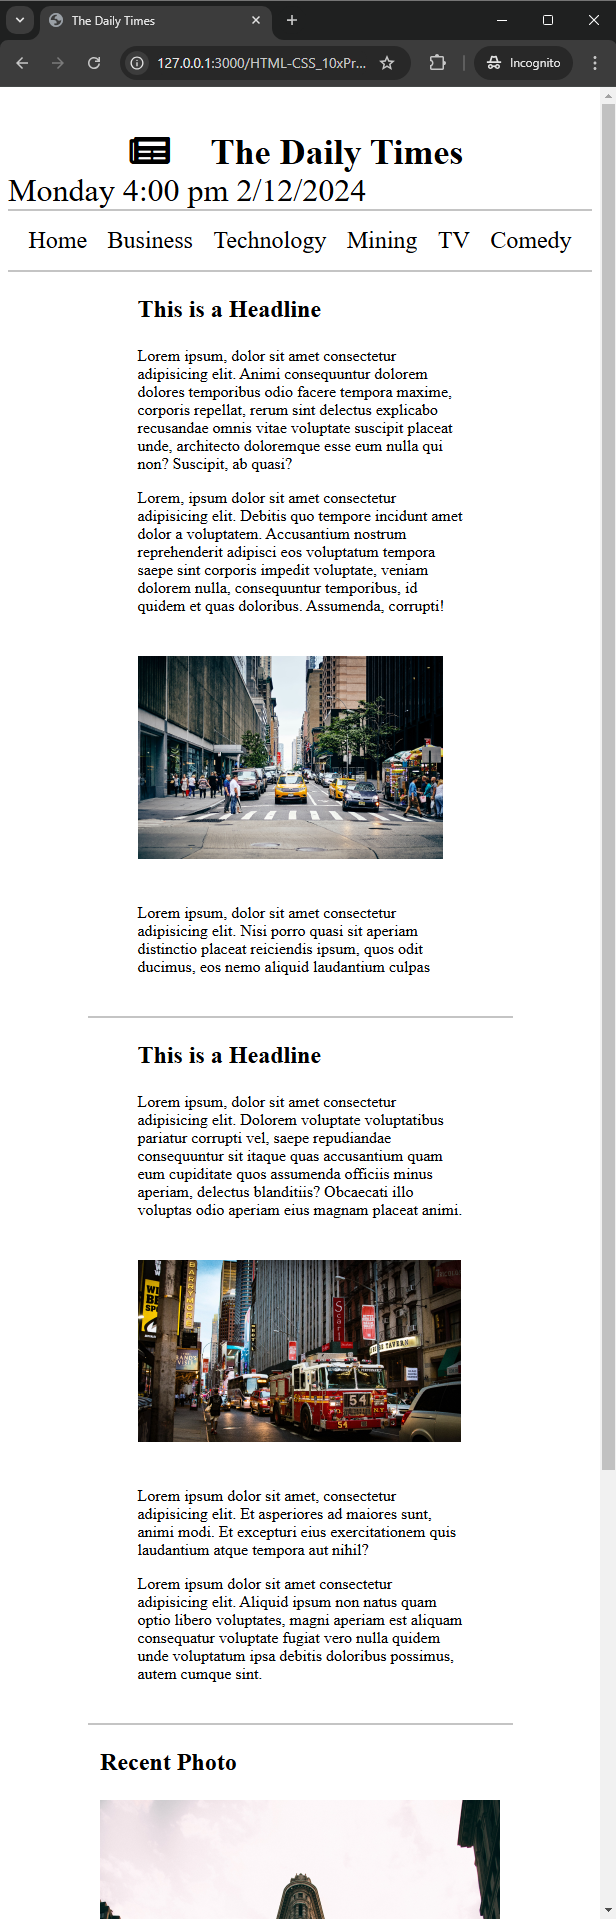 The Daily Times
127.0.0.1:3000/HTML-CSS_10xPr...
Incognito
The Daily Times
Monday 4:00 pm 2/12/2024
Home Business Technology Mining TV Comedy
This is a Headline
Lorem ipsum, dolor sit amet consectetur
adipisicing elit. Animi consequuntur dolorem
dolores temporibus odio facere tempora maxime,
corporis repellat, rerum sint delectus explicabo
recusandae omnis vitae voluptate suscipit placeat
unde, architecto doloremque esse eum nulla qui
non? Suscipit, ab quasi?
Lorem, ipsum dolor sit amet consectetur
adipisicing elit. Debitis quo tempore incidunt amet
dolor a voluptatem. Accusantium nostrum
reprehenderit adipisci eos voluptatum tempora
saepe sint corporis impedit voluptate, veniam
dolorem nulla, consequuntur temporibus, id
quidem et quas doloribus. Assumenda, corrupti!
Lorem ipsum, dolor sit amet consectetur
adipisicing elit. Nisi porro quasi sit aperiam
distinctio placeat reiciendis ipsum, quos odit
ducimus, eos nemo aliquid laudantium culpas
This is a Headline
Lorem ipsum, dolor sit amet consectetur
adipisicing elit. Dolorem voluptate voluptatibus
pariatur corrupti vel, saepe repudiandae
consequuntur sit itaque quas accusantium quam
eum cupiditate quos assumenda officiis minus
aperiam, delectus blanditiis? Obcaecati illo
voluptas odio aperiam eius magnam placeat animi.
BARRYMORE
Scarl
TAVERN
54
54
N.Y.
Lorem ipsum dolor sit amet, consectetur
adipisicing elit. Et asperiores ad maiores sunt,
animi modi. Et excepturi eius exercitationem quis
laudantium atque tempora aut nihil?
Lorem ipsum dolor sit amet consectetur
adipisicing elit. Aliquid ipsum non natus quam
optio libero voluptates, magni aperiam est aliquam
consequatur voluptate fugiat vero nulla quidem
unde voluptatum ipsa debitis doloribus possimus,
autem cumque sint.
Recent Photo